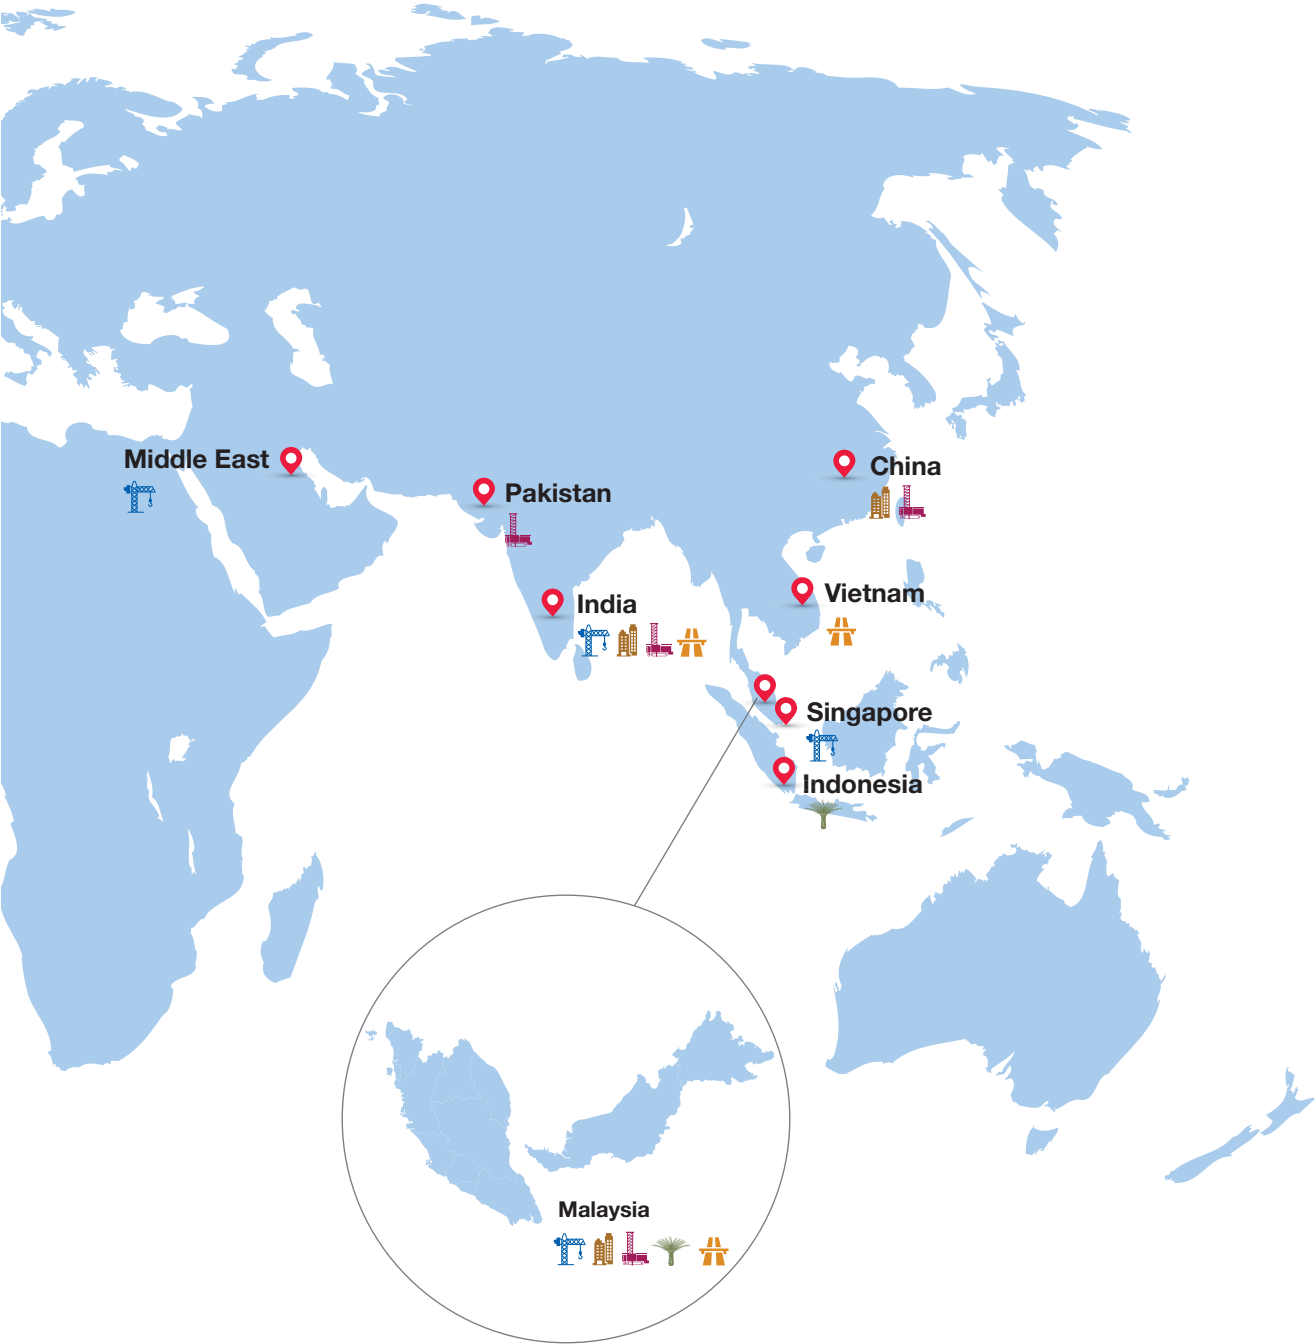 Middle East
China
Pakistan
Vietnam
India
Singapore
Indonesia
Malaysia